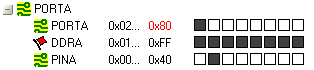 PORTA
PORTA 0x02... 0x80
DDRA 0x01... 0xFF
PINA 0x00... 0x40